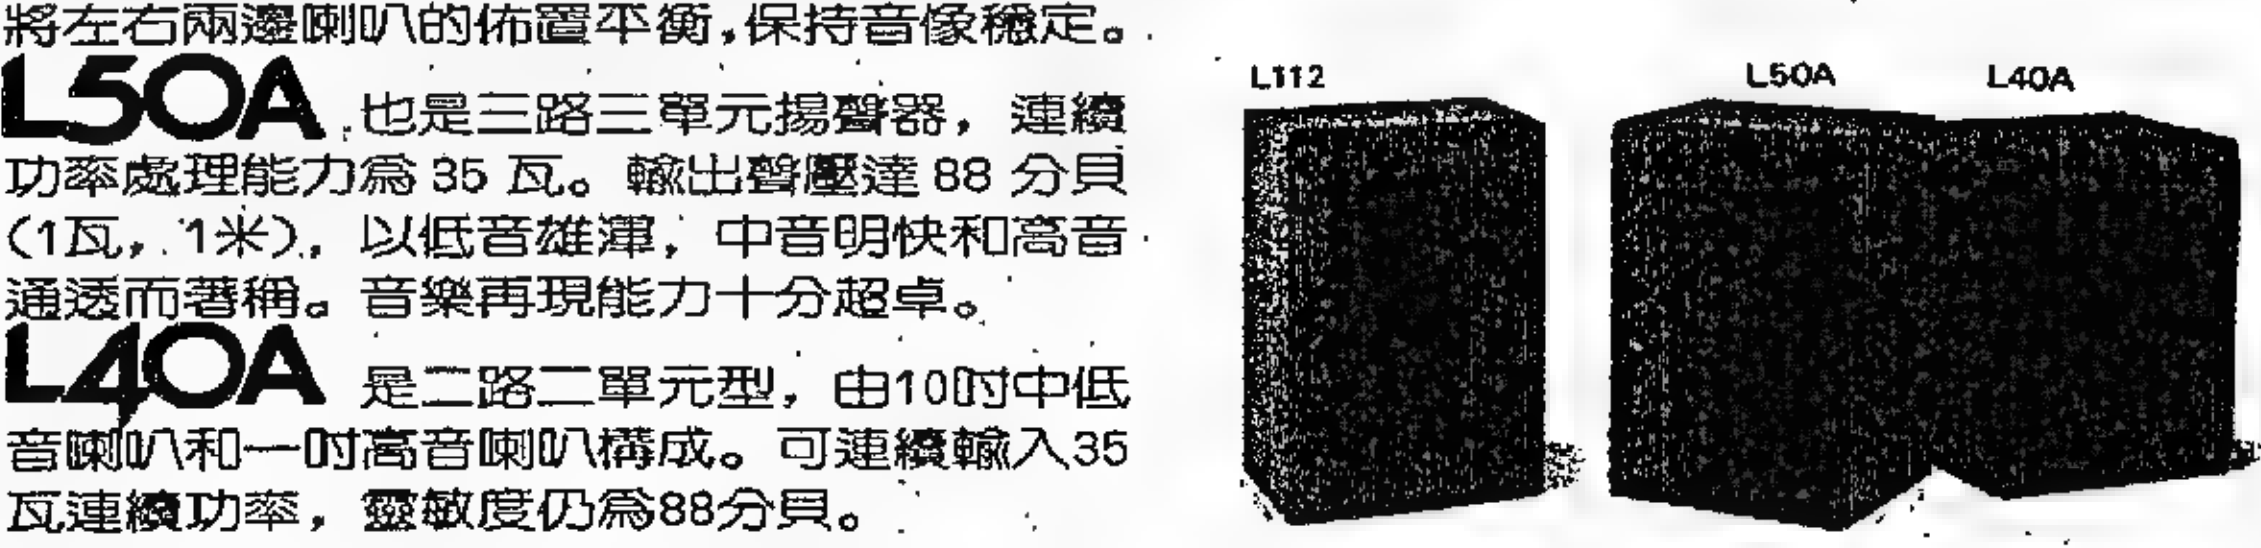 將左右兩邊喇叭的佈置平衡,保持音像穩定。
L50A 也是三路三單元揚聲器，連續
功率處理能力為 35 瓦。輸出聲壓達 88 分貝
(1瓦，1米)，以低音雄渾，中音明快和高音
通透而著稱。音樂再現能力十分超卓。
L40A 是二路二單元型，由10吋中低
音喇叭和一吋高音喇叭構成。可連續輸入35
瓦連續功率，靈敏度仍為88分貝。
L112
L50A
L40A